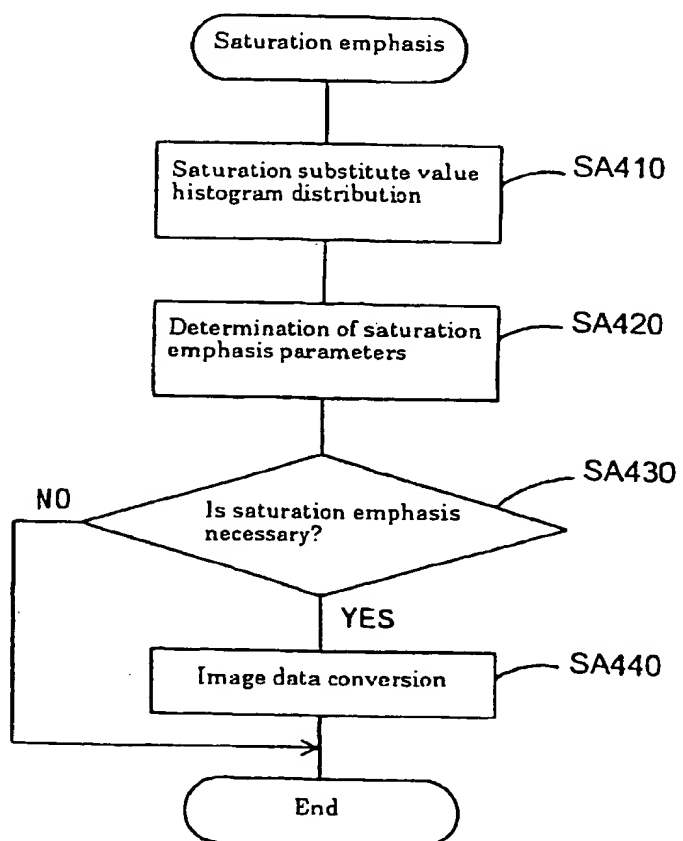 Saturation emphasis
Saturation substitute value
histogram distribution
SA410
Determination of saturation
emphasis parameters
SA420
Is saturation emphasis
necessary?
SA430
NO
YES
Image data conversion
SA440
End